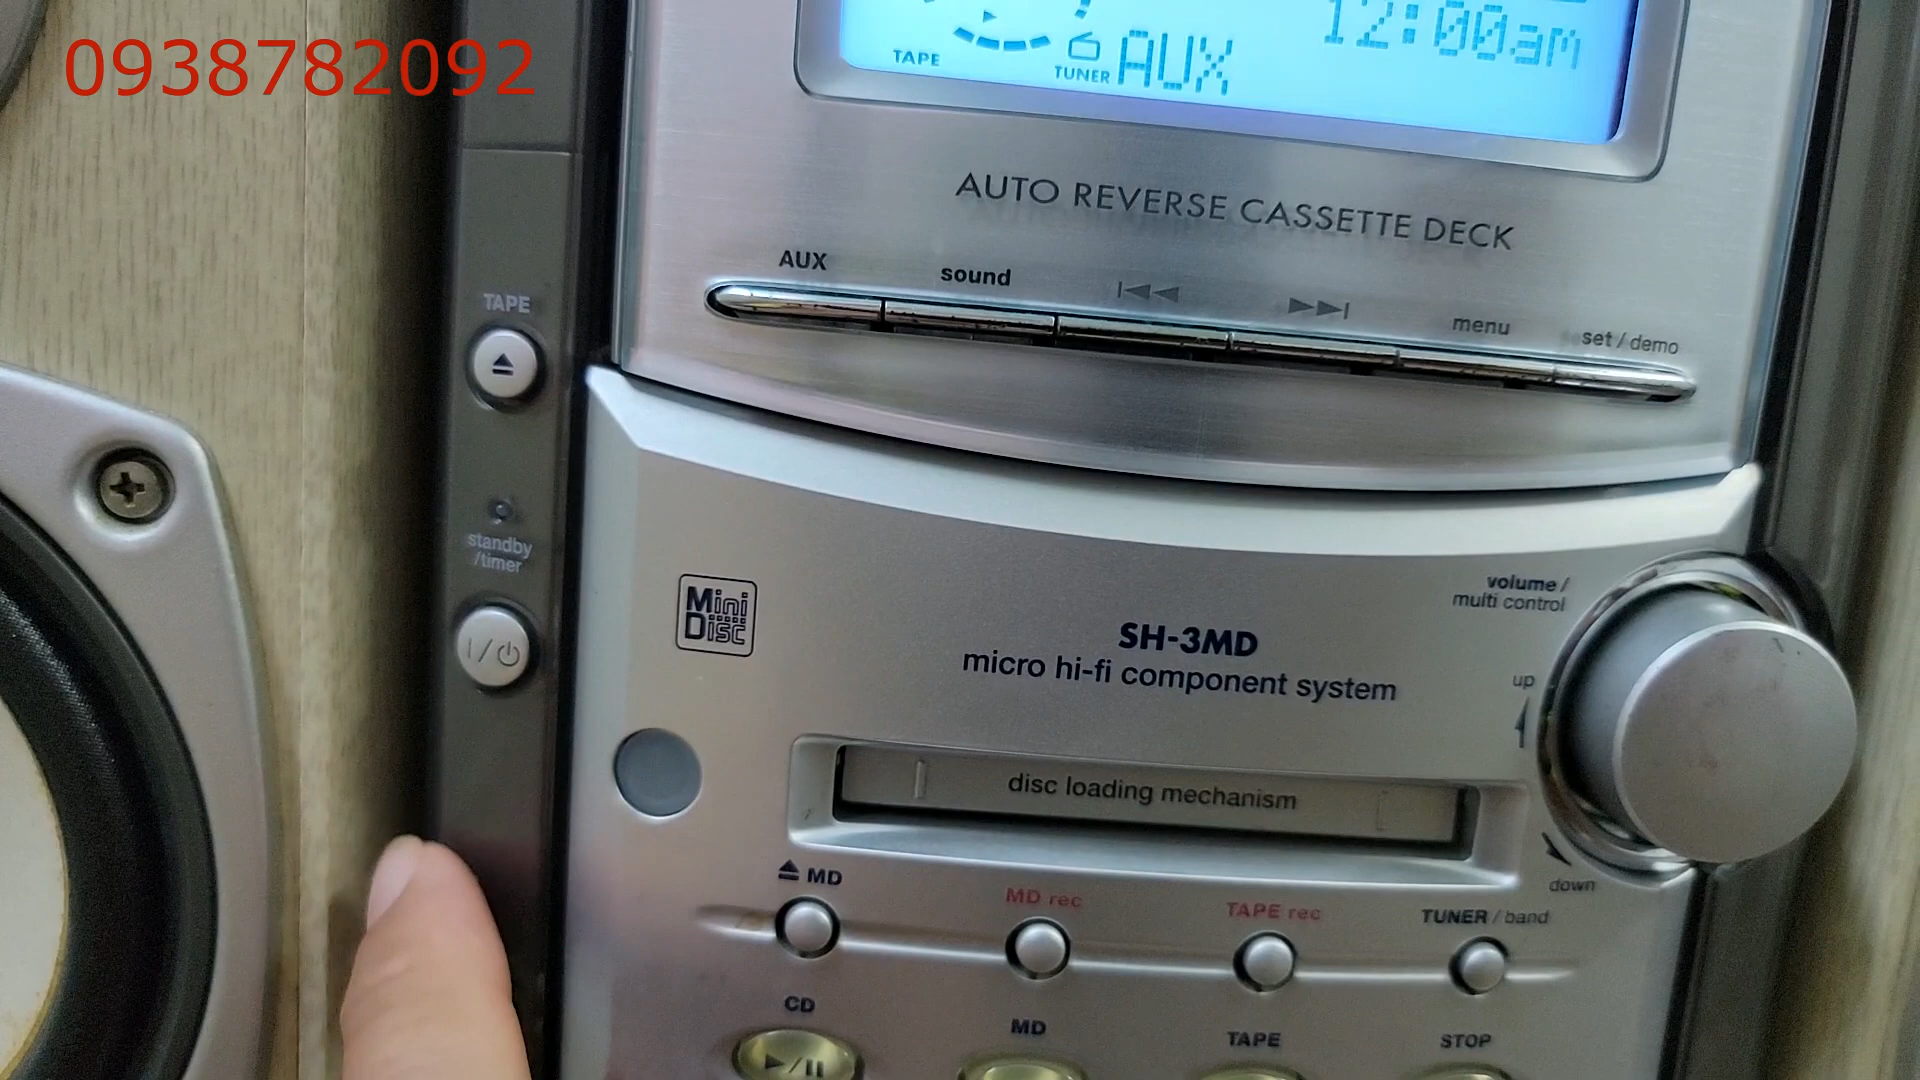 0938782092
12:00am
TAPE
TUNER
AUX
AUTO REVERSE CASSETTE DECK
AUX
sound
menu
set / demo
TAPE
standby
/timer
Mini
Disc
volume /
multi control
SH-3MD
micro hi-fi component system
up
disc loading mechanism
down
MD
MD rec
TAPE rec
TUNER / band
CD
MD
TAPE
STOP